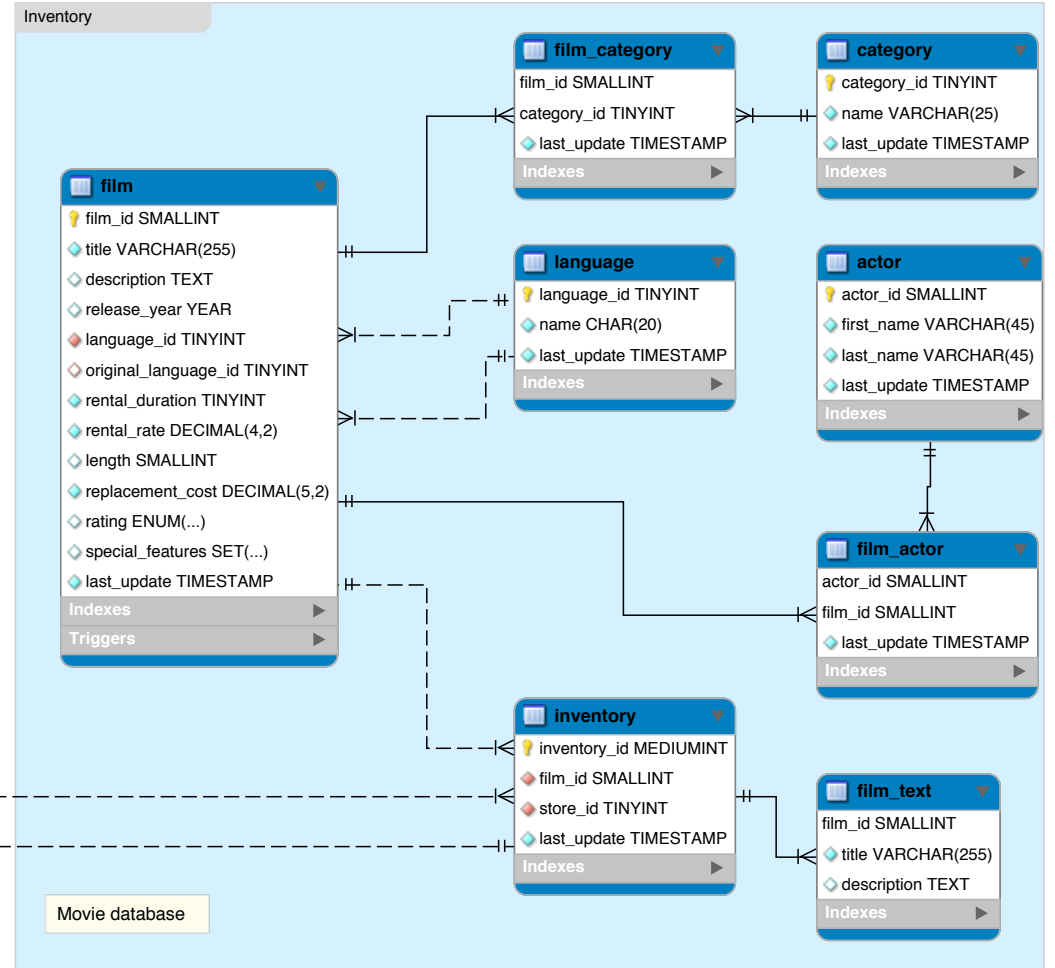 Inventory
film_category
film_id SMALLINT
category_id TINYINT
last_update TIMESTAMP
Indexes
category
category_id TINYINT
name VARCHAR(25)
last_update TIMESTAMP
Indexes
film
film_id SMALLINT
title VARCHAR(255)
description TEXT
release_year YEAR
language_id TINYINT
original_language_id TINYINT
rental_duration TINYINT
rental_rate DECIMAL(4,2)
length SMALLINT
replacement_cost DECIMAL(5,2)
rating ENUM(...)
special_features SET(...)
last_update TIMESTAMP
Indexes
Triggers
language
language_id TINYINT
name CHAR(20)
last_update TIMESTAMP
Indexes
actor
actor_id SMALLINT
first_name VARCHAR(45)
last_name VARCHAR(45)
last_update TIMESTAMP
Indexes
film_actor
actor_id SMALLINT
film_id SMALLINT
last_update TIMESTAMP
Indexes
inventory
inventory_id MEDIUMINT
film_id SMALLINT
store_id TINYINT
last_update TIMESTAMP
Indexes
film_text
film_id SMALLINT
title VARCHAR(255)
description TEXT
Indexes
Movie database